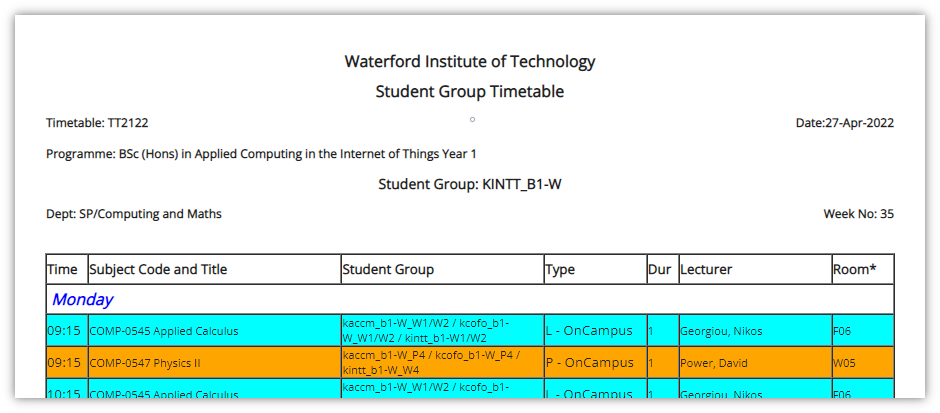 Waterford Institute of Technology
Student Group Timetable
Timetable: TT2122 Date:27-Apr-2022
Programme: BSc (Hons) in Applied Computing in the Internet of Things Year 1
Student Group: KINTT_B1-W
Dept: SP/Computing and Maths Week No: 35
Time Subject Code and Title Student Group Type Dur Lecturer Room*
Monday
09:15 COMP-0545 Applied Calculus kaccm_b1-W_W1/W2 / kcofo_b1-W_W1/W2 / kintt_b1-W1/W2 L - OnCampus 1 Georgiou, Nikos F06
09:15 COMP-0547 Physics II kaccm_b1-W_P4 / kcofo_b1-W_P4 / kintt_b1-W_W4 P - OnCampus 1 Power, David W05
10:15 COMP-0545 Applied Calculus kaccm_b1-W_W1/W2 / kcofo_b1- L - OnCampus 1 Georgiou, Nikos F06